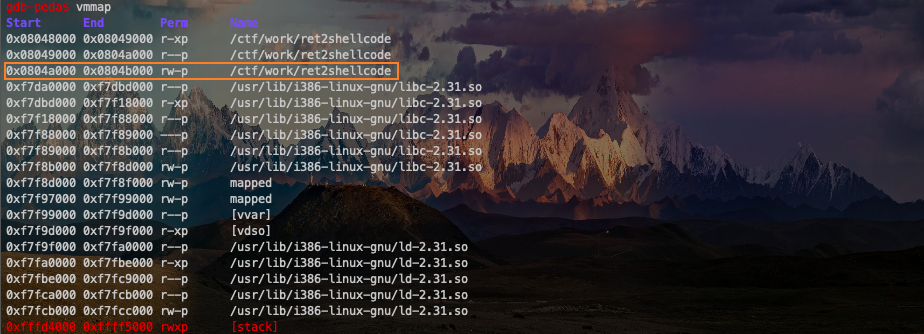 gdb-peda$ vmmap
Start      End        Perm      Name
0x08048000 0x08049000 r-xp      /ctf/work/ret2shellcode
0x08049000 0x0804a000 r--p      /ctf/work/ret2shellcode
0x0804a000 0x0804b000 rw-p      /ctf/work/ret2shellcode
0xf7da0000 0xf7dbd000 r--p      /usr/lib/i386-linux-gnu/libc-2.31.so
0xf7dbd000 0xf7f18000 r-xp      /usr/lib/i386-linux-gnu/libc-2.31.so
0xf7f18000 0xf7f88000 r--p      /usr/lib/i386-linux-gnu/libc-2.31.so
0xf7f88000 0xf7f89000 ---p      /usr/lib/i386-linux-gnu/libc-2.31.so
0xf7f89000 0xf7f8b000 r--p      /usr/lib/i386-linux-gnu/libc-2.31.so
0xf7f8b000 0xf7f8d000 rw-p      /usr/lib/i386-linux-gnu/libc-2.31.so
0xf7f8d000 0xf7f8f000 rw-p      mapped
0xf7f97000 0xf7f99000 rw-p      mapped
0xf7f99000 0xf7f9d000 r--p      [vvar]
0xf7f9d000 0xf7f9f000 r-xp      [vdso]
0xf7f9f000 0xf7fa0000 r--p      /usr/lib/i386-linux-gnu/ld-2.31.so
0xf7fa0000 0xf7fbe000 r-xp      /usr/lib/i386-linux-gnu/ld-2.31.so
0xf7fbe000 0xf7fc9000 r--p      /usr/lib/i386-linux-gnu/ld-2.31.so
0xf7fca000 0xf7fcb000 r--p      /usr/lib/i386-linux-gnu/ld-2.31.so
0xf7fcb000 0xf7fcc000 rw-p      /usr/lib/i386-linux-gnu/ld-2.31.so
0xfffd4000 0xffff5000 rwxp      [stack]